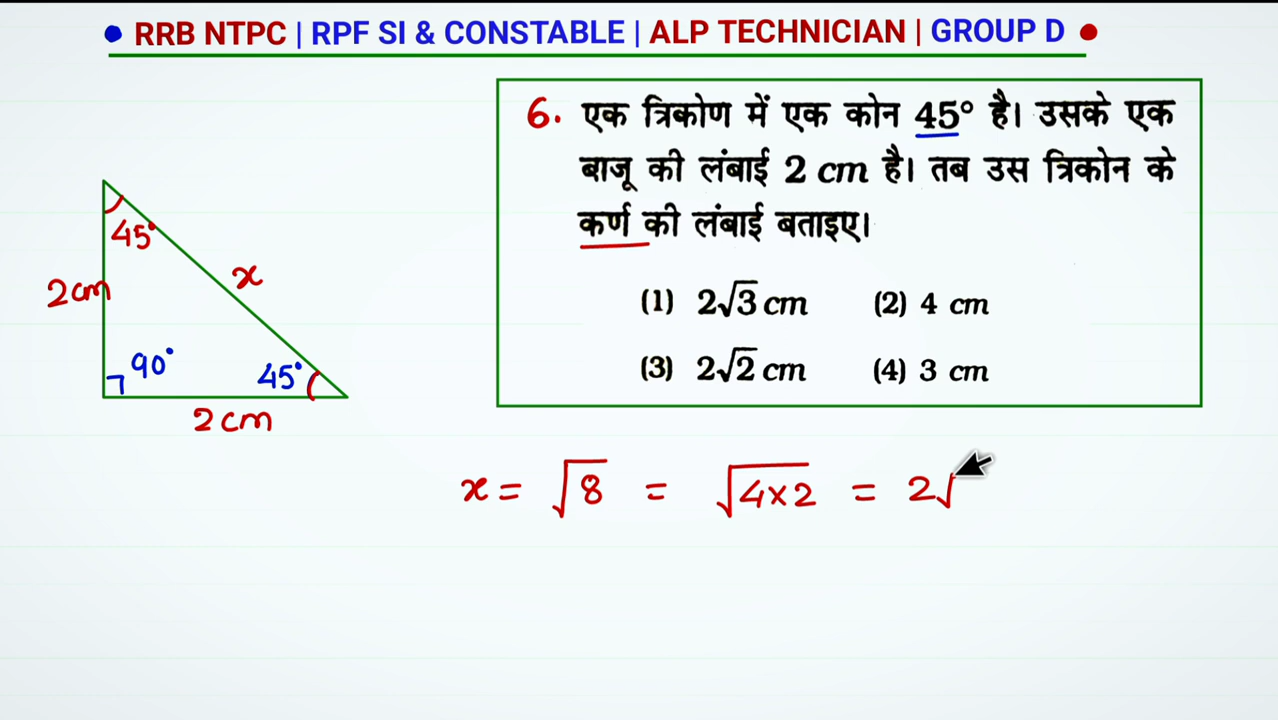 • RRB NTPC | RPF SI & CONSTABLE | ALP TECHNICIAN | GROUP D •
6. एक त्रिकोण में एक कोन 45° है। उसके एक
बाजू की लंबाई 2 cm है। तब उस त्रिकोन के
कर्ण की लंबाई बताइए।
(1) 2√3 cm (2) 4 cm
(3) 2√2 cm (4) 3 cm
45°
x
2cm
90°
45°
2cm
x = √8 = √4×2 = 2√